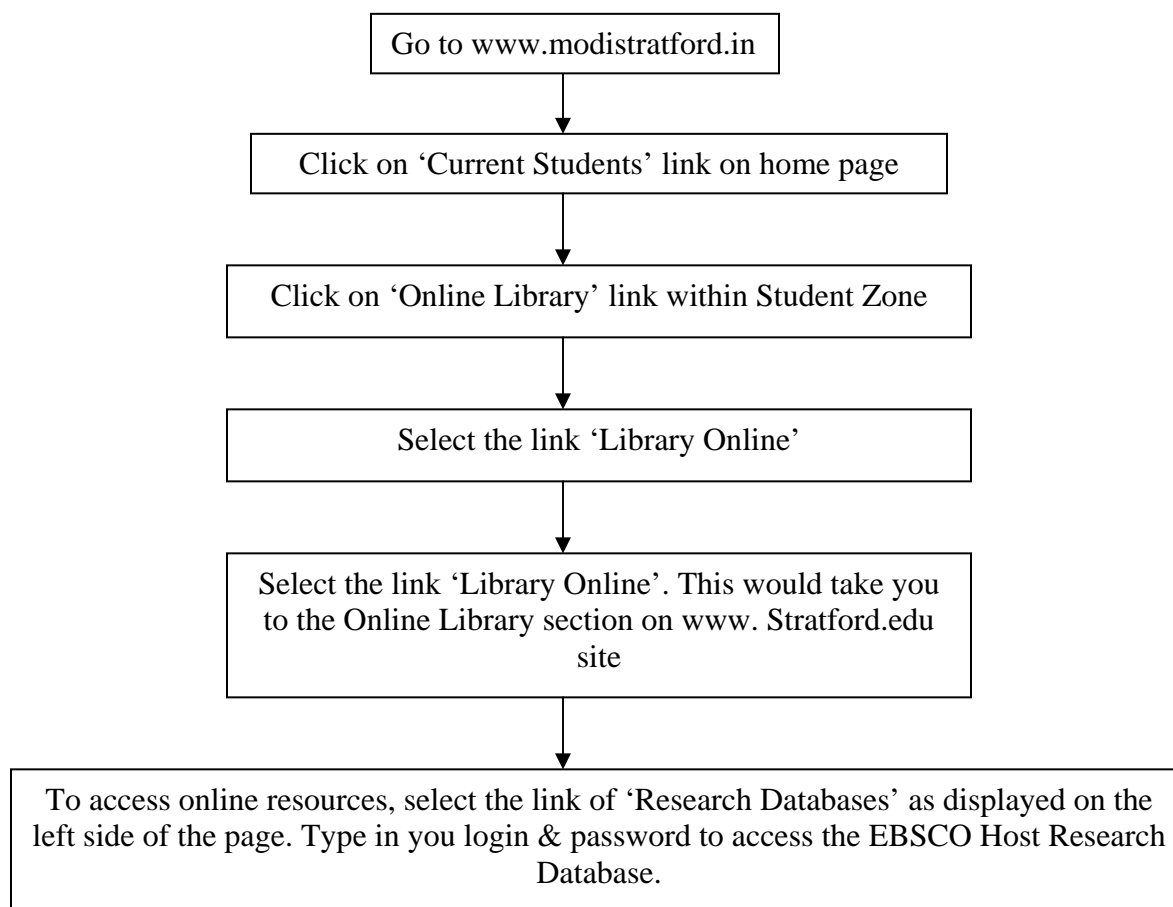 Go to www.modistratford.in
Click on ‘Current Students’ link on home page
Click on ‘Online Library’ link within Student Zone
Select the link ‘Library Online’
Select the link ‘Library Online’. This would take you
to the Online Library section on www. Stratford.edu
site
To access online resources, select the link of ‘Research Databases’ as displayed on the
left side of the page. Type in you login & password to access the EBSCO Host Research
Database.